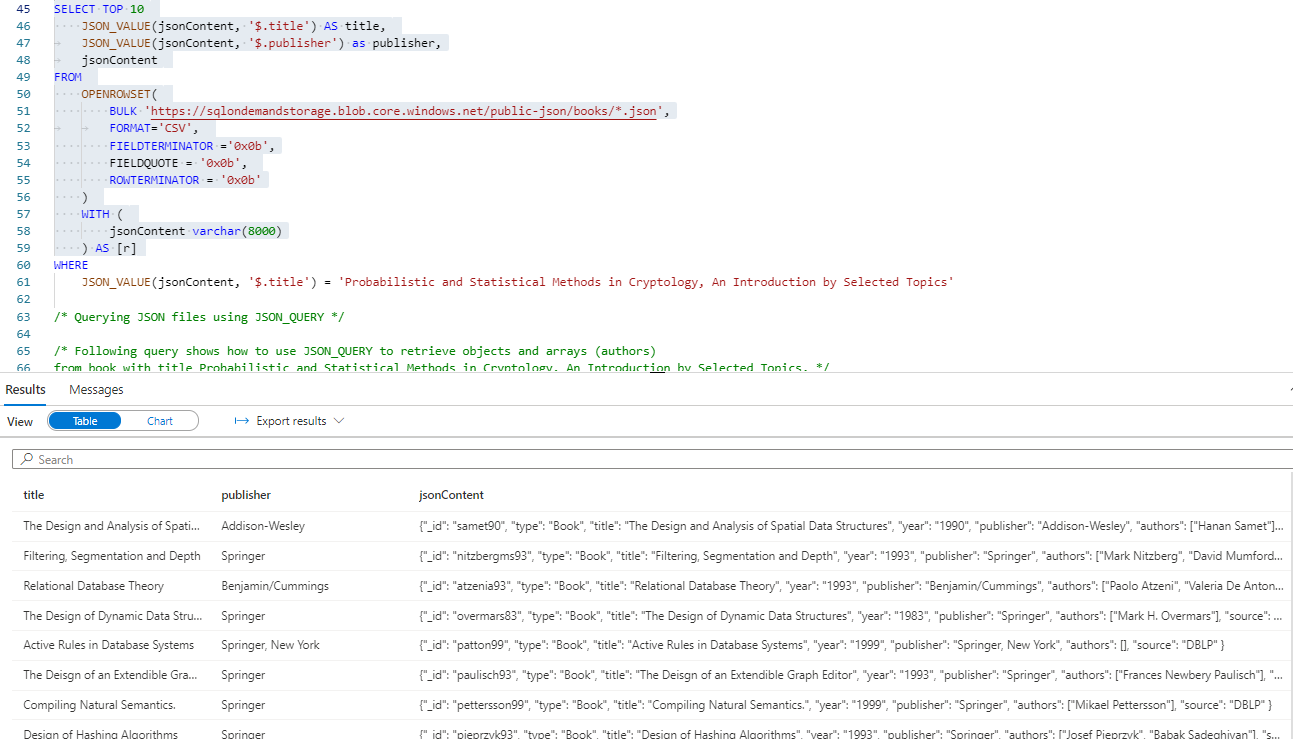 45 SELECT TOP 10
46 JSON_VALUE(jsonContent, '$.title') AS title,
47 JSON_VALUE(jsonContent, '$.publisher') as publisher,
48 jsonContent
49 FROM
50 OPENROWSET(
51 BULK 'https://sqlondemandstorage.blob.core.windows.net/public-json/books/*.json',
52 FORMAT='CSV',
53 FIELDTERMINATOR ='0x0b',
54 FIELDQUOTE = '0x0b',
55 ROWTERMINATOR = '0x0b'
56 )
57 WITH (
58 jsonContent varchar(8000)
59 ) AS [r]
60 WHERE
61 JSON_VALUE(jsonContent, '$.title') = 'Probabilistic and Statistical Methods in Cryptology, An Introduction by Selected Topics'
62
63 /* Querying JSON files using JSON_QUERY */
64
65 /* Following query shows how to use JSON_QUERY to retrieve objects and arrays (authors)
66 from book with title Probabilistic and Statistical Methods in Cryptology, An Introduction by Selected Topics. */
Results Messages
View Table Chart Export results
Search
title publisher jsonContent
The Design and Analysis of Spati... Addison-Wesley {"_id": "samet90", "type": "Book", "title": "The Design and Analysis of Spatial Data Structures", "year": "1990", "publisher": "Addison-Wesley", "authors": ["Hanan Samet"]...
Filtering, Segmentation and Depth Springer {"_id": "nitzbergms93", "type": "Book", "title": "Filtering, Segmentation and Depth", "year": "1993", "publisher": "Springer", "authors": ["Mark Nitzberg", "David Mumford...
Relational Database Theory Benjamin/Cummings {"_id": "atzenia93", "type": "Book", "title": "Relational Database Theory", "year": "1993", "publisher": "Benjamin/Cummings", "authors": ["Paolo Atzeni", "Valeria De Anton...
The Design of Dynamic Data Stru... Springer {"_id": "overmars83", "type": "Book", "title": "The Design of Dynamic Data Structures", "year": "1983", "publisher": "Springer", "authors": ["Mark H. Overmars"], "source": ...
Active Rules in Database Systems Springer, New York {"_id": "patton99", "type": "Book", "title": "Active Rules in Database Systems", "year": "1999", "publisher": "Springer, New York", "authors": [], "source": "DBLP" }
The Deisgn of an Extendible Gra... Springer {"_id": "paulisch93", "type": "Book", "title": "The Deisgn of an Extendible Graph Editor", "year": "1993", "publisher": "Springer", "authors": ["Frances Newbery Paulisch"], "...
Compiling Natural Semantics. Springer {"_id": "pettersson99", "type": "Book", "title": "Compiling Natural Semantics.", "year": "1999", "publisher": "Springer", "authors": ["Mikael Pettersson"], "source": "DBLP" }
Design of Hashing Algorithms Springer {"_id": "pieprzyk93", "type": "Book", "title": "Design of Hashing Algorithms", "year": "1993", "publisher": "Springer", "authors": ["Josef Pieprzyk", "Babak Sadeghiyan"], "s...